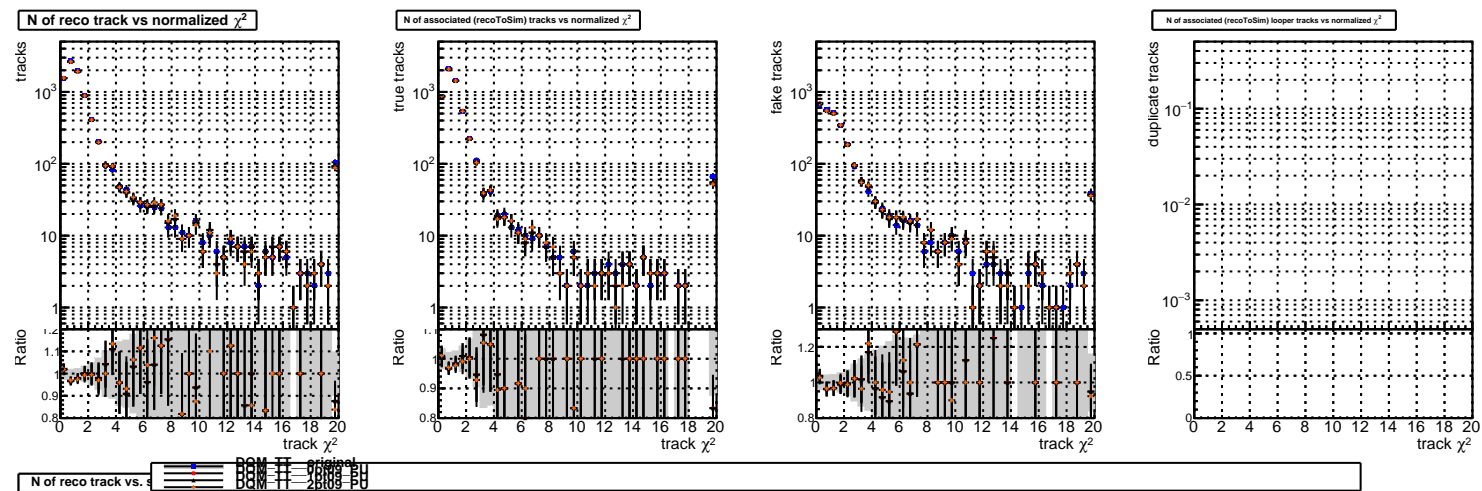 N of reco track vs normalized χ²
tracks
10³
10²
10
1
Ratio
1.2
1.1
1
0.9
0.8
0 2 4 6 8 10 12 14 16 18 20
track χ²
N of associated (recoToSim) tracks vs normalized χ²
true tracks
10³
10²
10
1
Ratio
1
0.9
0.8
0 2 4 6 8 10 12 14 16 18 20
track χ²
fake tracks
10³
10²
10
1
Ratio
1.2
1
0.8
0 2 4 6 8 10 12 14 16 18 20
track χ²
N of associated (recoToSim) looper tracks vs normalized χ²
duplicate tracks
10⁻¹
10⁻²
10⁻³
Ratio
1
0.5
0
0 2 4 6 8 10 12 14 16 18 20
track χ²
N of reco track vs.
DQM_TT_original
DQM_TT_2pt09_PU